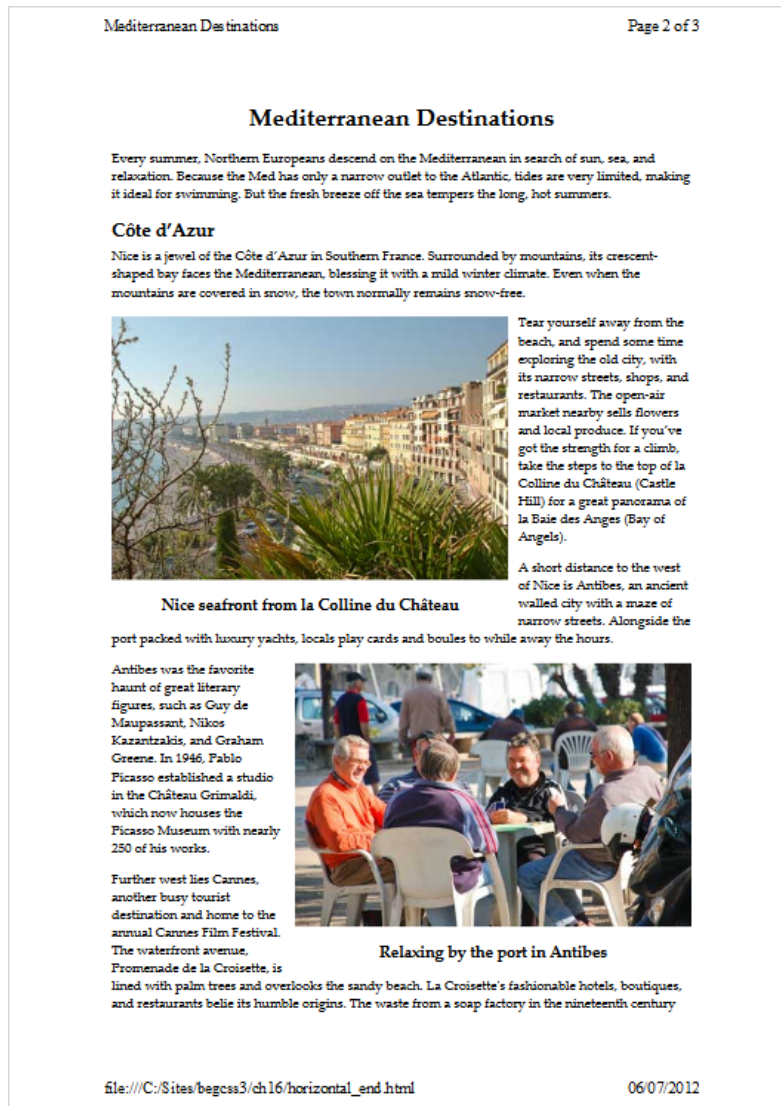 Mediterranean Destinations Page 2 of 3
Mediterranean Destinations
Every summer, Northern Europeans descend on the Mediterranean in search of sun, sea, and
relaxation. Because the Med has only a narrow outlet to the Atlantic, tides are very limited, making
it ideal for swimming. But the fresh breeze off the sea tempers the long, hot summers.
Côte d’Azur
Nice is a jewel of the Côte d’Azur in Southern France. Surrounded by mountains, its crescent-
shaped bay faces the Mediterranean, blessing it with a mild winter climate. Even when the
mountains are covered in snow, the town normally remains snow-free.
Tear yourself away from the
beach, and spend some time
exploring the old city, with
its narrow streets, shops, and
restaurants. The open-air
market nearby sells flowers
and local produce. If you’ve
got the strength for a climb,
take the steps to the top of la
Colline du Château (Castle
Hill) for a great panorama of
la Baie des Anges (Bay of
Angels).
Nice seafront from la Colline du Château
A short distance to the west
of Nice is Antibes, an ancient
walled city with a maze of
narrow streets. Alongside the
port packed with luxury yachts, locals play cards and boules to while away the hours.
Antibes was the favorite
haunt of great literary
figures, such as Guy de
Maupassant, Nikos
Kazantzakis, and Graham
Greene. In 1946, Pablo
Picasso established a studio
in the Château Grimaldi,
which now houses the
Picasso Museum with nearly
250 of his works.
Relaxing by the port in Antibes
Further west lies Cannes,
another busy tourist
destination and home to the
annual Cannes Film Festival.
The waterfront avenue,
Promenade de la Croisette, is
lined with palm trees and overlooks the sandy beach. La Croisette's fashionable hotels, boutiques,
and restaurants belie its humble origins. The waste from a soap factory in the nineteenth century
file:///C:/Sites/begcss3/ch16/horizontal_end.html 06/07/2012